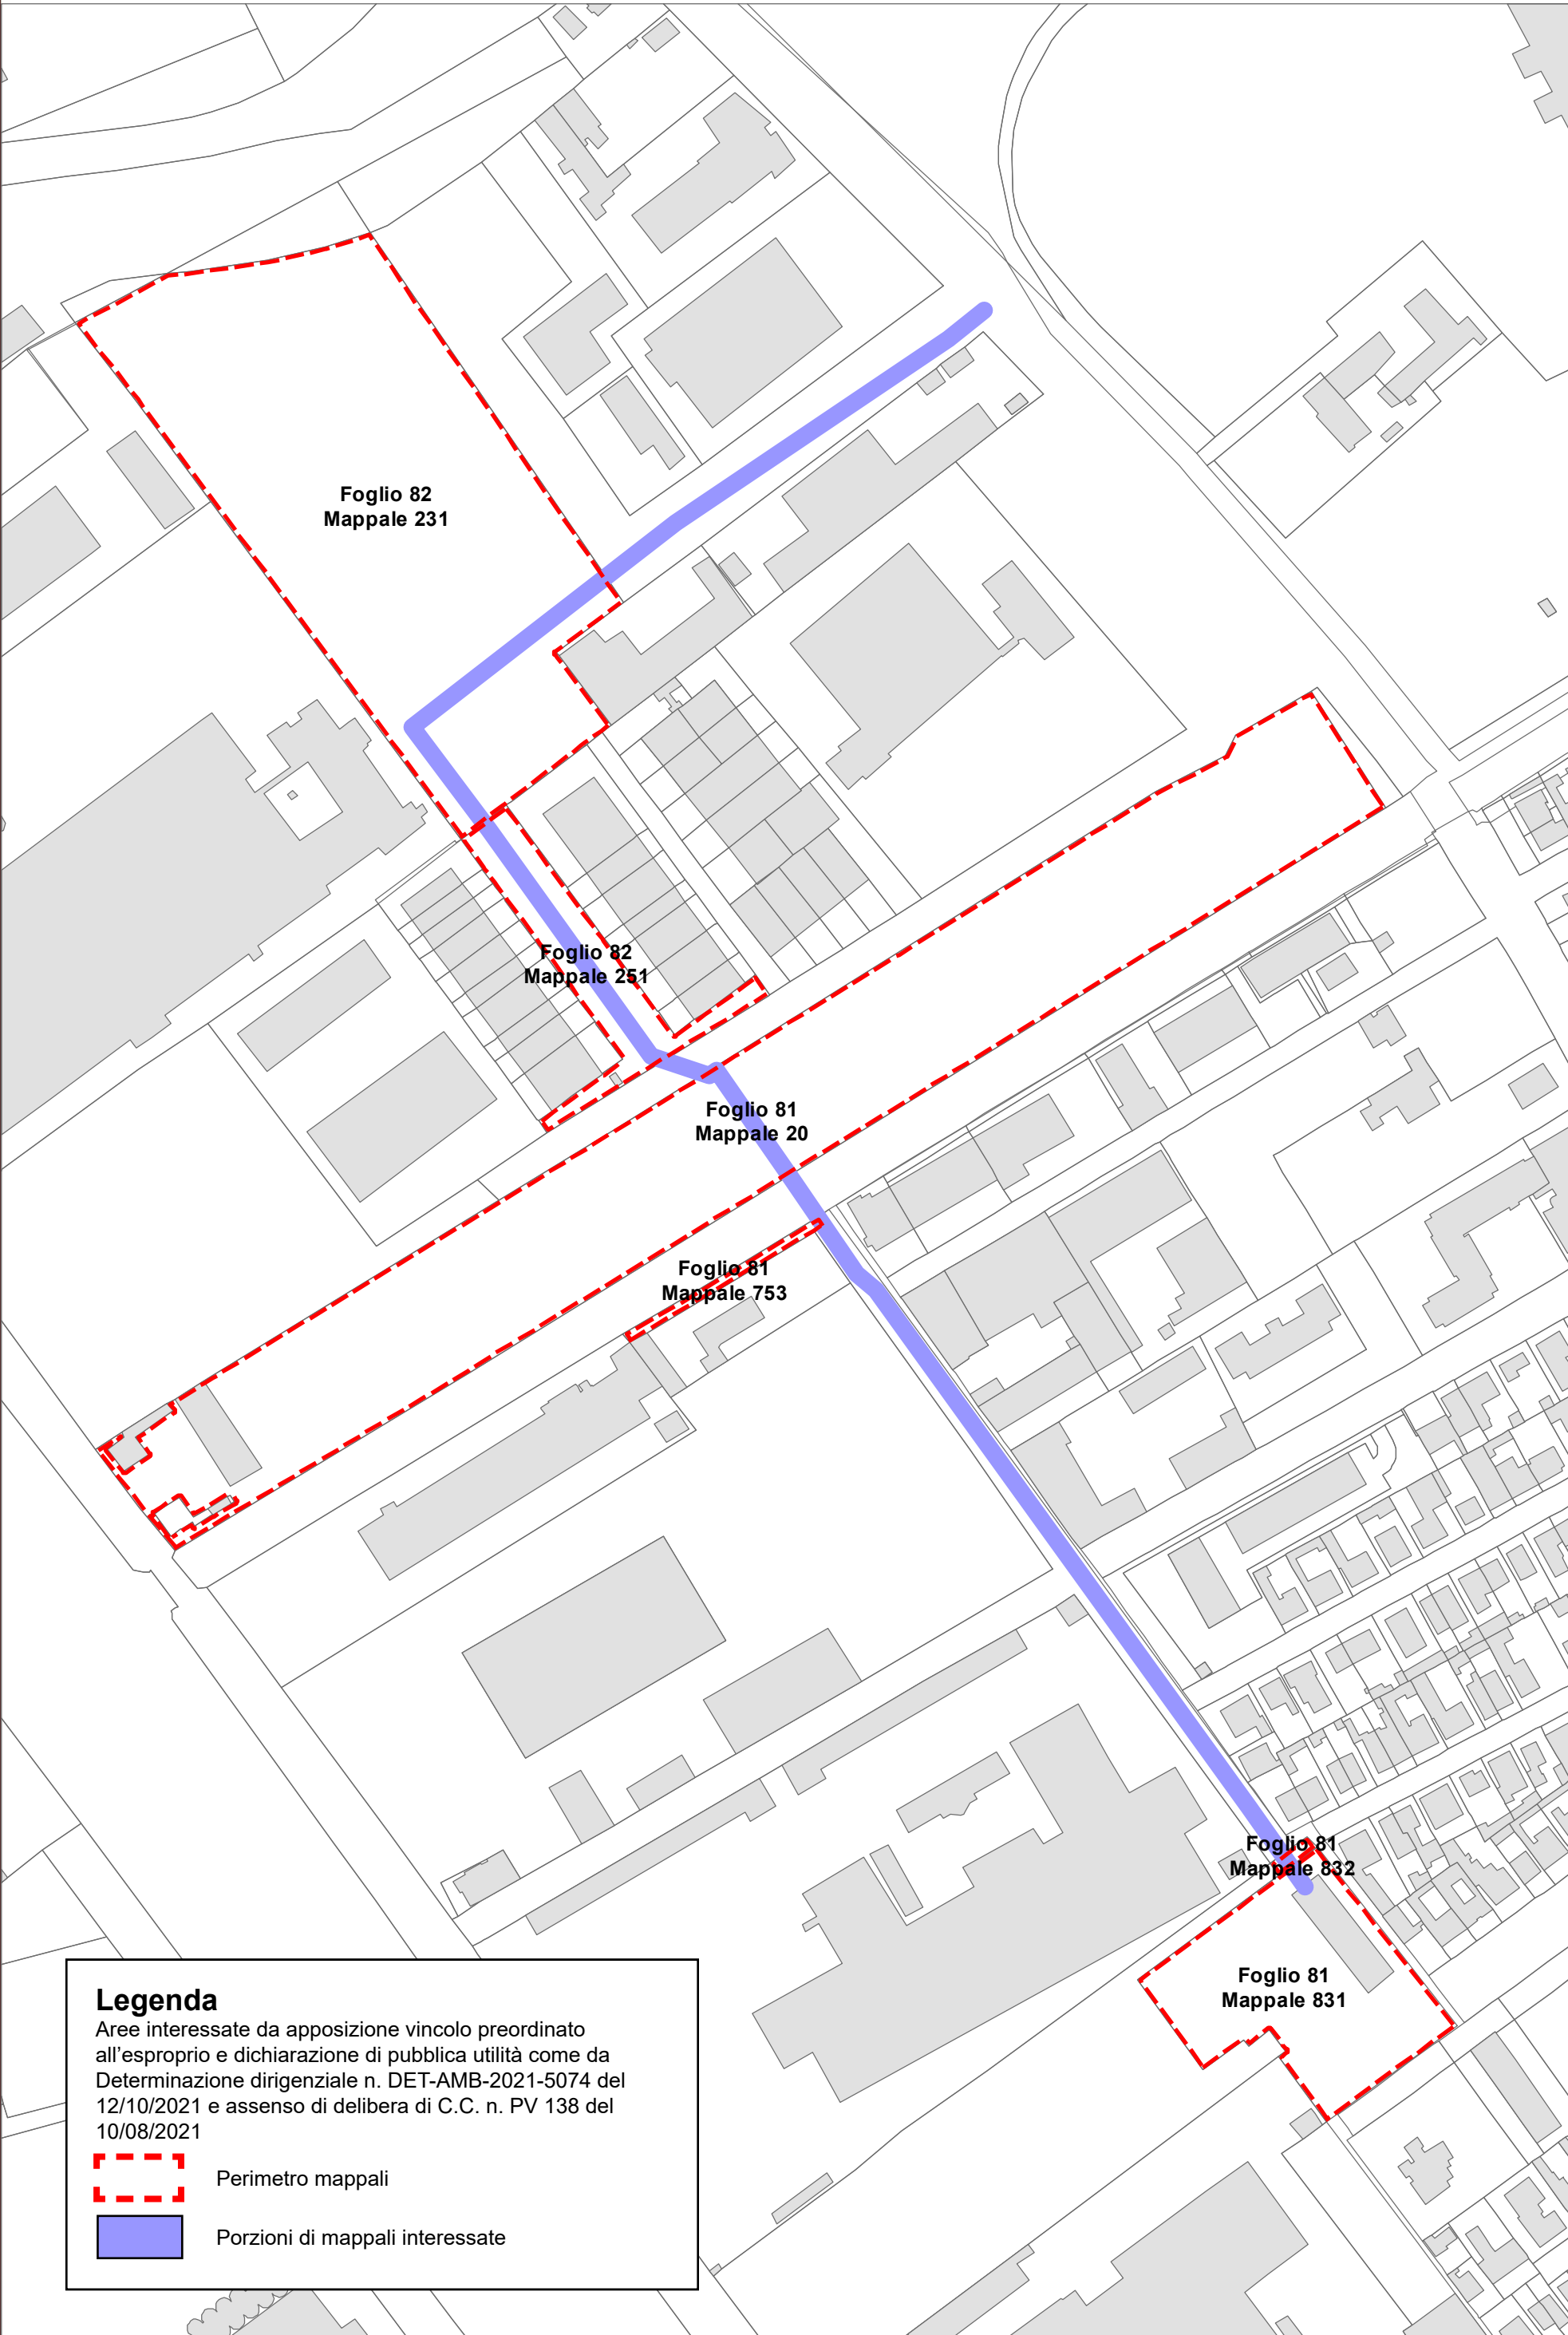 Foglio 82
Mappale 231
Foglio 82
Mappale 251
Foglio 81
Mappale 20
Foglio 81
Mappale 753
Foglio 81
Mappale 832
Foglio 81
Mappale 831
Legenda
Aree interessate da apposizione vincolo preordinato
all’esproprio e dichiarazione di pubblica utilità come da
Determinazione dirigenziale n. DET-AMB-2021-5074 del
12/10/2021 e assenso di delibera di C.C. n. PV 138 del
10/08/2021
Perimetro mappali
Porzioni di mappali interessate